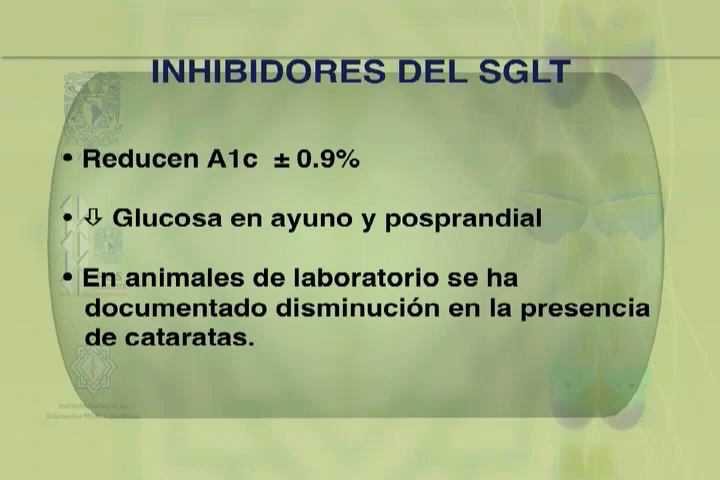 INHIBIDORES DEL SGLT
• Reducen A1c ± 0.9%
• ⇩ Glucosa en ayuno y posprandial
• En animales de laboratorio se ha
documentado disminución en la presencia
de cataratas.